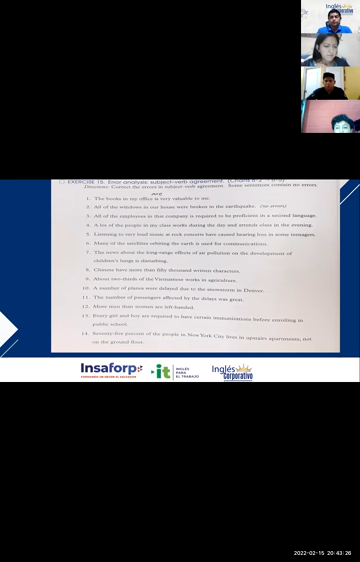 Inglés
Corporativo
□ EXERCISE 15. Error analysis: subject-verb agreement. (Charts 6-2
Directions: Correct the errors in subject-verb agreement. Some sentences contain no errors.
are
1. The books in my office is very valuable to me.
2. All of the windows in our house were broken in the earthquake. (no errors)
3. All of the employees in that company is required to be proficient in a second language.
4. A lot of the people in my class works during the day and attends class in the evening.
5. Listening to very loud music at rock concerts have caused hearing loss in some teenagers.
6. Many of the satellites orbiting the earth is used for communications.
7. The news about the long-range effects of air pollution on the development of
children's lungs is disturbing.
8. Chinese have more than fifty thousand written characters.
9. About two-thirds of the Vietnamese works in agriculture.
10. A number of planes were delayed due to the snowstorm in Denver.
11. The number of passengers affected by the delays was great.
12. More men than women are left-handed.
13. Every girl and boy are required to have certain immunizations before enrolling in
public school.
14. Seventy-five percent of the people in New York City lives in upstairs apartments, not
on the ground floor.
Insaforp
it
INGLÉS
PARA
EL TRABAJO
Inglés
Corporativo
2022-02-15 20:43:26